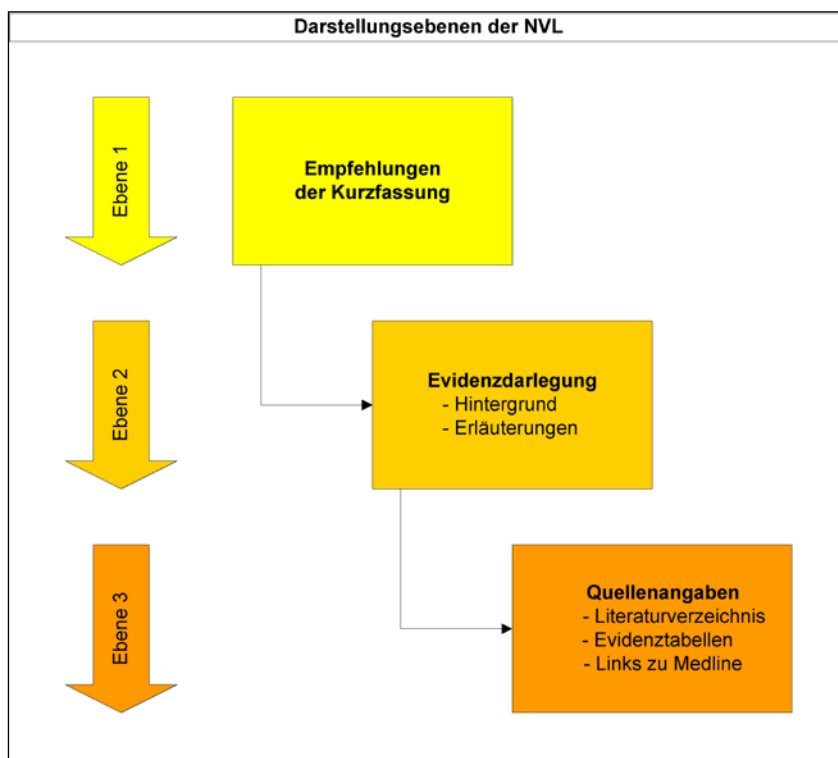 Darstellungsebenen der NVL
Ebene 1
Empfehlungen
der Kurzfassung
Ebene 2
Evidenzdarlegung
- Hintergrund
- Erläuterungen
Ebene 3
Quellenangaben
- Literaturverzeichnis
- Evidenztabellen
- Links zu Medline